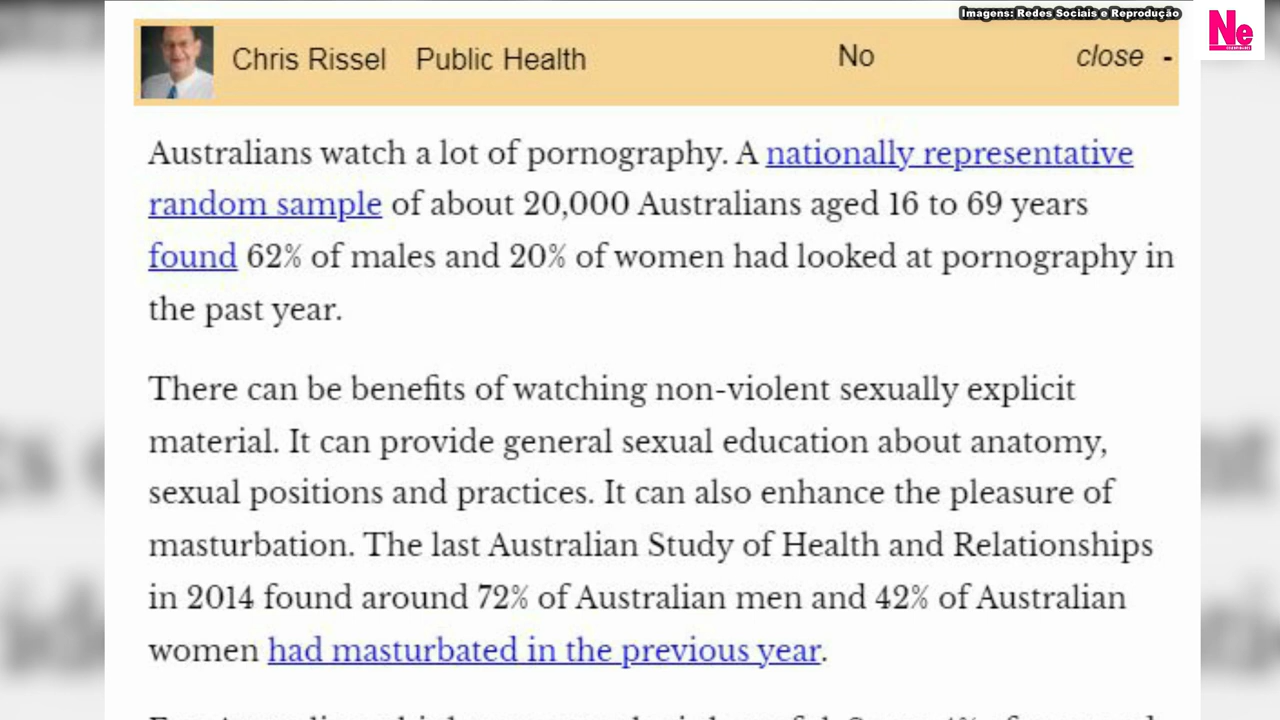 Imagens: Redes Sociais e Reprodução
Ne
Chris Rissel Public Health No close -
Australians watch a lot of pornography. A nationally representative
random sample of about 20,000 Australians aged 16 to 69 years
found 62% of males and 20% of women had looked at pornography in
the past year.
There can be benefits of watching non-violent sexually explicit
material. It can provide general sexual education about anatomy,
sexual positions and practices. It can also enhance the pleasure of
masturbation. The last Australian Study of Health and Relationships
in 2014 found around 72% of Australian men and 42% of Australian
women had masturbated in the previous year.